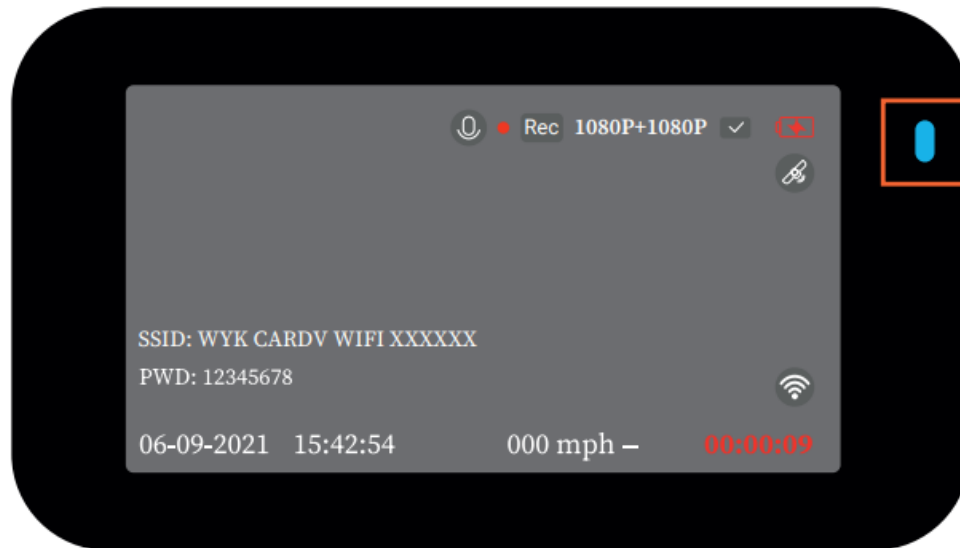 Rec 1080P+1080P
SSID: WYK CARDV WIFI XXXXXX
PWD: 12345678
06-09-2021 15:42:54 000 mph – 00:00:09